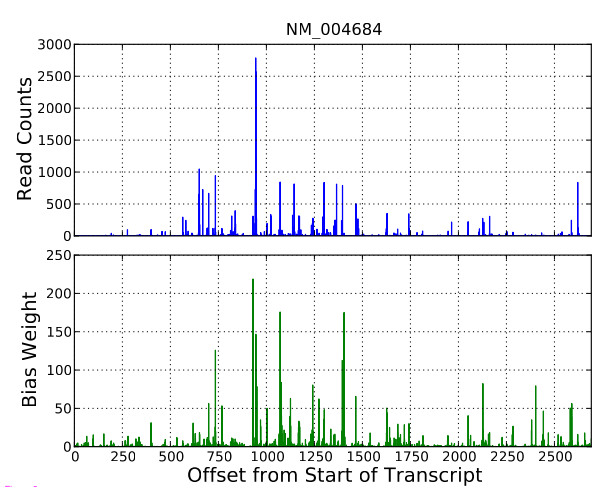 NM_004684
3000
2500
2000
1500
1000
500
0
Read Counts
250
200
150
100
50
0
Bias Weight
0 250 500 750 1000 1250 1500 1750 2000 2250 2500
Offset from Start of Transcript